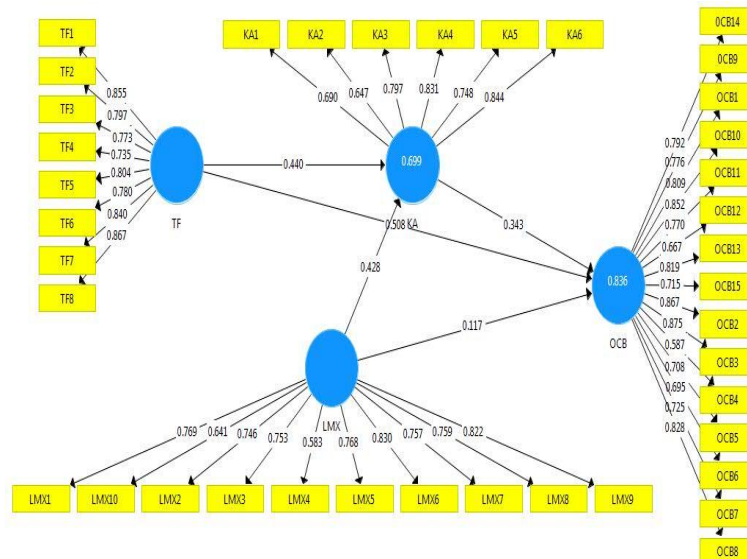 TF1
TF2
TF3
TF4
TF5
TF6
TF7
TF8
0.855
0.797
0.773
0.735
0.804
0.780
0.840
0.867
TF
KA1
KA2
KA3
KA4
KA5
KA6
0.690
0.647
0.797
0.831
0.748
0.844
0.699
KA
0.440
0.508
0.428
0.343
0.117
0.836
OCB
LMX
0.769
0.641
0.746
0.753
0.583
0.768
0.830
0.757
0.759
0.822
LMX1
LMX10
LMX2
LMX3
LMX4
LMX5
LMX6
LMX7
LMX8
LMX9
0.792
0.776
0.809
0.852
0.770
0.667
0.819
0.715
0.867
0.875
0.587
0.708
0.695
0.725
0.828
0CB14
0CB9
OCB1
OCB10
OCB11
OCB12
OCB13
OCB15
OCB2
OCB3
OCB4
OCB5
OCB6
OCB7
OCB8